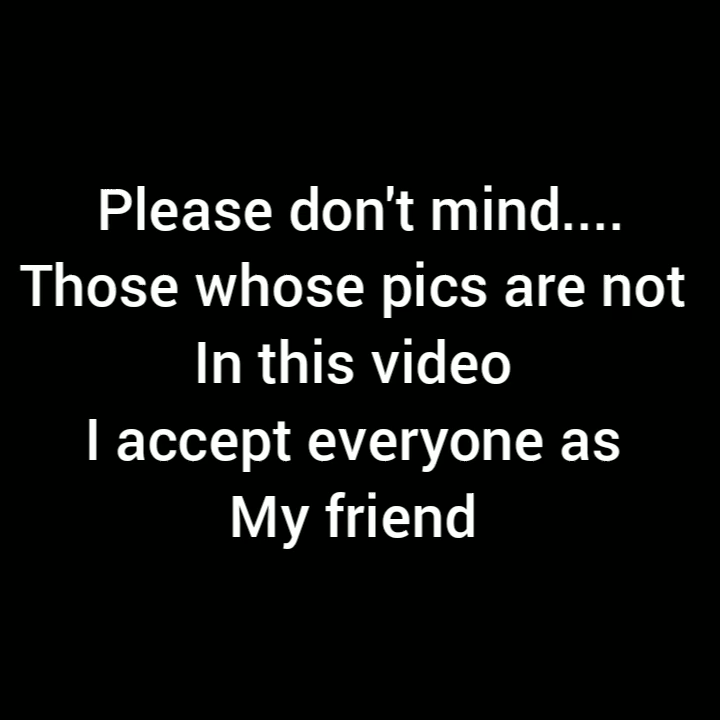 Please don't mind....
Those whose pics are not
In this video
I accept everyone as
My friend